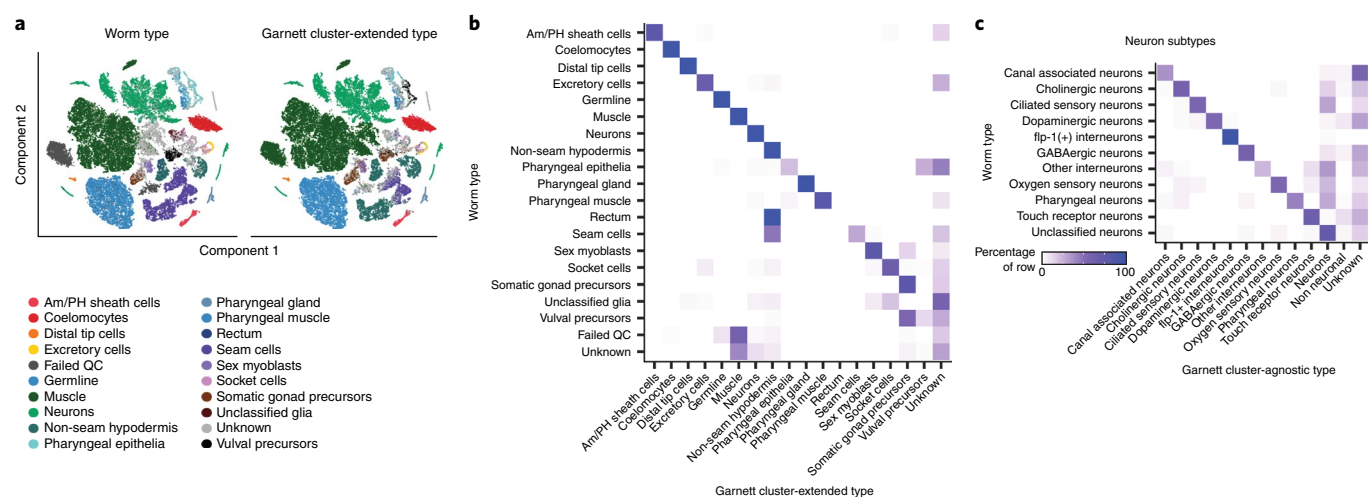 a
Worm type
Garnett cluster-extended type
Component 2
Component 1
Am/PH sheath cells
Coelomocytes
Distal tip cells
Excretory cells
Failed QC
Germline
Muscle
Neurons
Non-seam hypodermis
Pharyngeal epithelia
Pharyngeal gland
Pharyngeal muscle
Rectum
Seam cells
Sex myoblasts
Socket cells
Somatic gonad precursors
Unclassified glia
Unknown
Vulval precursors
b
Worm type
Am/PH sheath cells
Coelomocytes
Distal tip cells
Excretory cells
Germline
Muscle
Neurons
Non-seam hypodermis
Pharyngeal epithelia
Pharyngeal gland
Pharyngeal muscle
Rectum
Seam cells
Sex myoblasts
Socket cells
Somatic gonad precursors
Unclassified glia
Vulval precursors
Failed QC
Unknown
Am/PH sheath cells
Coelomocytes
Distal tip cells
Excretory cells
Germline
Muscle
Neurons
Non-seam hypodermis
Pharyngeal epithelia
Pharyngeal gland
Pharyngeal muscle
Rectum
Seam cells
Sex myoblasts
Socket cells
Somatic gonad precursors
Vulval precursors
Unknown
Garnett cluster-extended type
c
Neuron subtypes
Worm type
Canal associated neurons
Cholinergic neurons
Ciliated sensory neurons
Dopaminergic neurons
flp-1(+) interneurons
GABAergic neurons
Other interneurons
Oxygen sensory neurons
Pharyngeal neurons
Touch receptor neurons
Unclassified neurons
Percentage
of row
0
100
Canal associated neurons
Cholinergic neurons
Ciliated sensory neurons
Dopaminergic neurons
flp-1+ interneurons
GABAergic neurons
Other interneurons
Oxygen sensory neurons
Pharyngeal neurons
Touch receptor neurons
Neurons
Non neuronal
Unknown
Garnett cluster-agnostic type